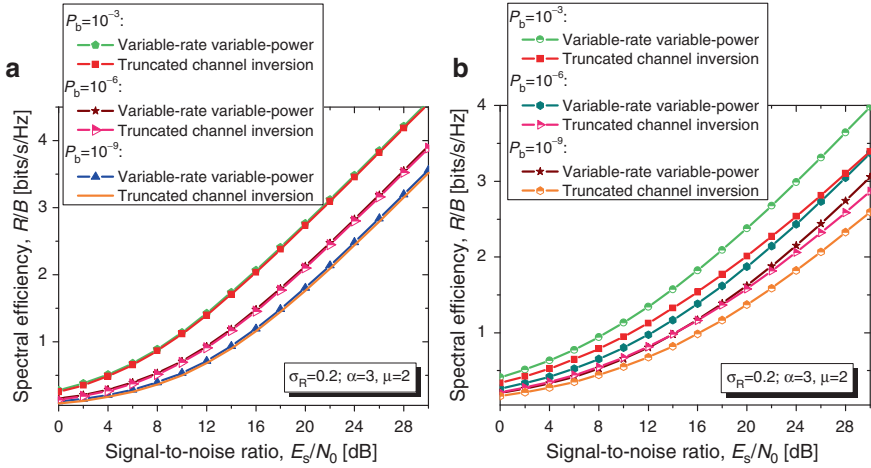 a
P_b=10^-3:
Variable-rate variable-power
Truncated channel inversion
P_b=10^-6:
Variable-rate variable-power
Truncated channel inversion
P_b=10^-9:
Variable-rate variable-power
Truncated channel inversion
Spectral efficiency, R/B [bits/s/Hz]
4
3
2
1
0 4 8 12 16 20 24 28
Signal-to-noise ratio, E_s/N_0 [dB]
σ_R=0.2; α=3, μ=2
b
P_b=10^-3:
Variable-rate variable-power
Truncated channel inversion
P_b=10^-6:
Variable-rate variable-power
Truncated channel inversion
P_b=10^-9:
Variable-rate variable-power
Truncated channel inversion
Spectral efficiency, R/B [bits/s/Hz]
4
3
2
1
0 4 8 12 16 20 24 28
Signal-to-noise ratio, E_s/N_0 [dB]
σ_R=0.2; α=3, μ=2